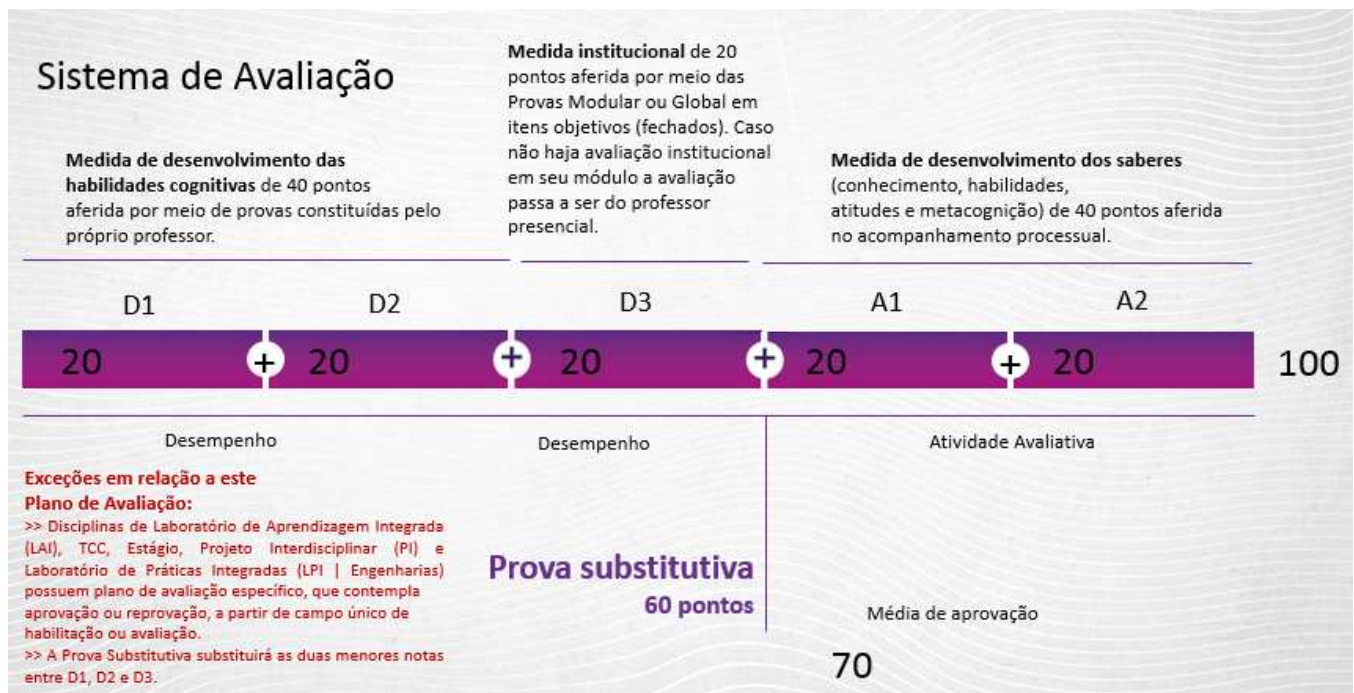 Sistema de Avaliação
Medida de desenvolvimento das
habilidades cognitivas de 40 pontos
aferida por meio de provas constituídas pelo
próprio professor.
Medida institucional de 20
pontos aferida por meio das
Provas Modular ou Global em
itens objetivos (fechados). Caso
não haja avaliação institucional
em seu módulo a avaliação
passa a ser do professor
presencial.
Medida de desenvolvimento dos saberes
(conhecimento, habilidades,
atitudes e metacognição) de 40 pontos aferida
no acompanhamento processual.
D1 D2 D3 A1 A2
20 + 20 + 20 + 20 + 20 100
Desempenho Desempenho Atividade Avaliativa
Exceções em relação a este
Plano de Avaliação:
>> Disciplinas de Laboratório de Aprendizagem Integrada
(LAI), TCC, Estágio, Projeto Interdisciplinar (PI) e
Laboratório de Práticas Integradas (LPI | Engenharias)
possuem plano de avaliação específico, que contempla
aprovação ou reprovação, a partir de campo único de
habilitação ou avaliação.
>> A Prova Substitutiva substituirá as duas menores notas
entre D1, D2 e D3.
Prova substitutiva
60 pontos
Média de aprovação
70